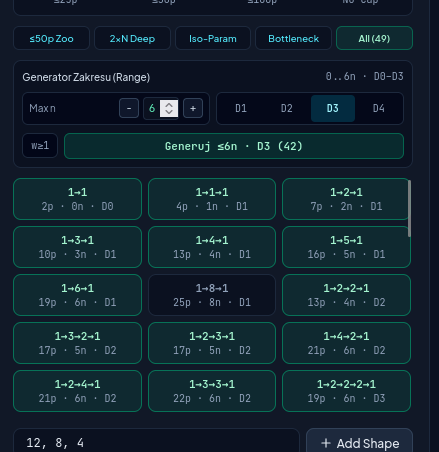 ≤50p Zoo 2×N Deep Iso-Param Bottleneck All (49)
Generator Zakresu (Range) 0..6n · D0–D3
Max n - 6 + D1 D2 D3 D4
w≥1 Generuj ≤6n · D3 (42)
1→1 1→1→1 1→2→1
2p · 0n · D0 4p · 1n · D1 7p · 2n · D1
1→3→1 1→4→1 1→5→1
10p · 3n · D1 13p · 4n · D1 16p · 5n · D1
1→6→1 1→8→1 1→2→2→1
19p · 6n · D1 25p · 8n · D1 13p · 4n · D2
1→3→2→1 1→2→3→1 1→4→2→1
17p · 5n · D2 17p · 5n · D2 21p · 6n · D2
1→2→4→1 1→3→3→1 1→2→2→2→1
21p · 6n · D2 22p · 6n · D2 19p · 6n · D3
12, 8, 4 + Add Shape